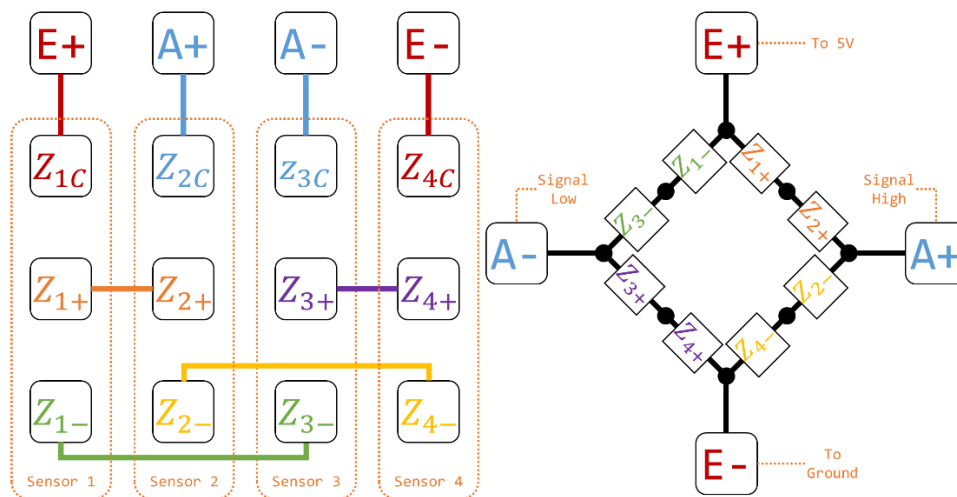 E+ A+ A- E-
Z1C Z2C z3C Z4C
Z1+ Z2+ Z3+ Z4+
Z1− Z2− Z3− Z4−
Sensor 1 Sensor 2 Sensor 3 Sensor 4
E+
To 5V
Z1−
Z1+
Z3−
Z2+
Signal
Low
Signal
High
A-
A+
Z3+
Z2−
Z4+
Z4−
E-
To
Ground